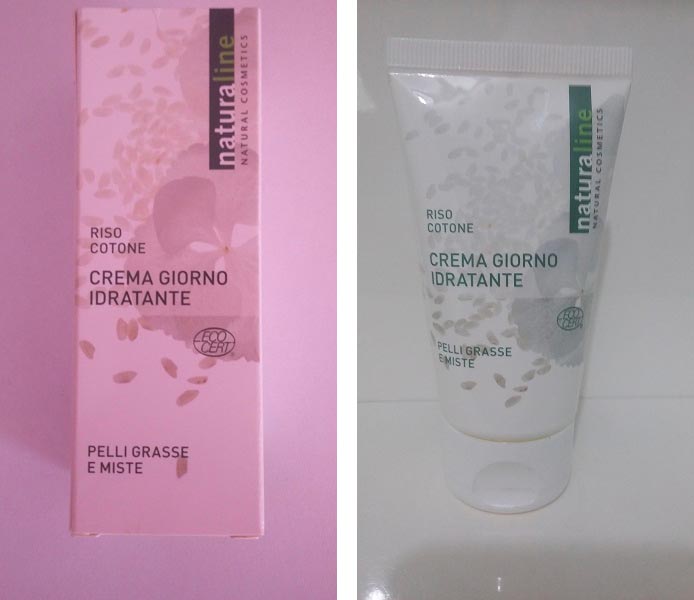 naturaline
NATURAL COSMETICS
RISO
COTONE
CREMA GIORNO
IDRATANTE
ECO
CERT
PELLI GRASSE
E MISTE
naturaline
NATURAL COSMETICS
RISO
COTONE
CREMA GIORNO
IDRATANTE
ECO
CERT
PELLI GRASSE
E MISTE